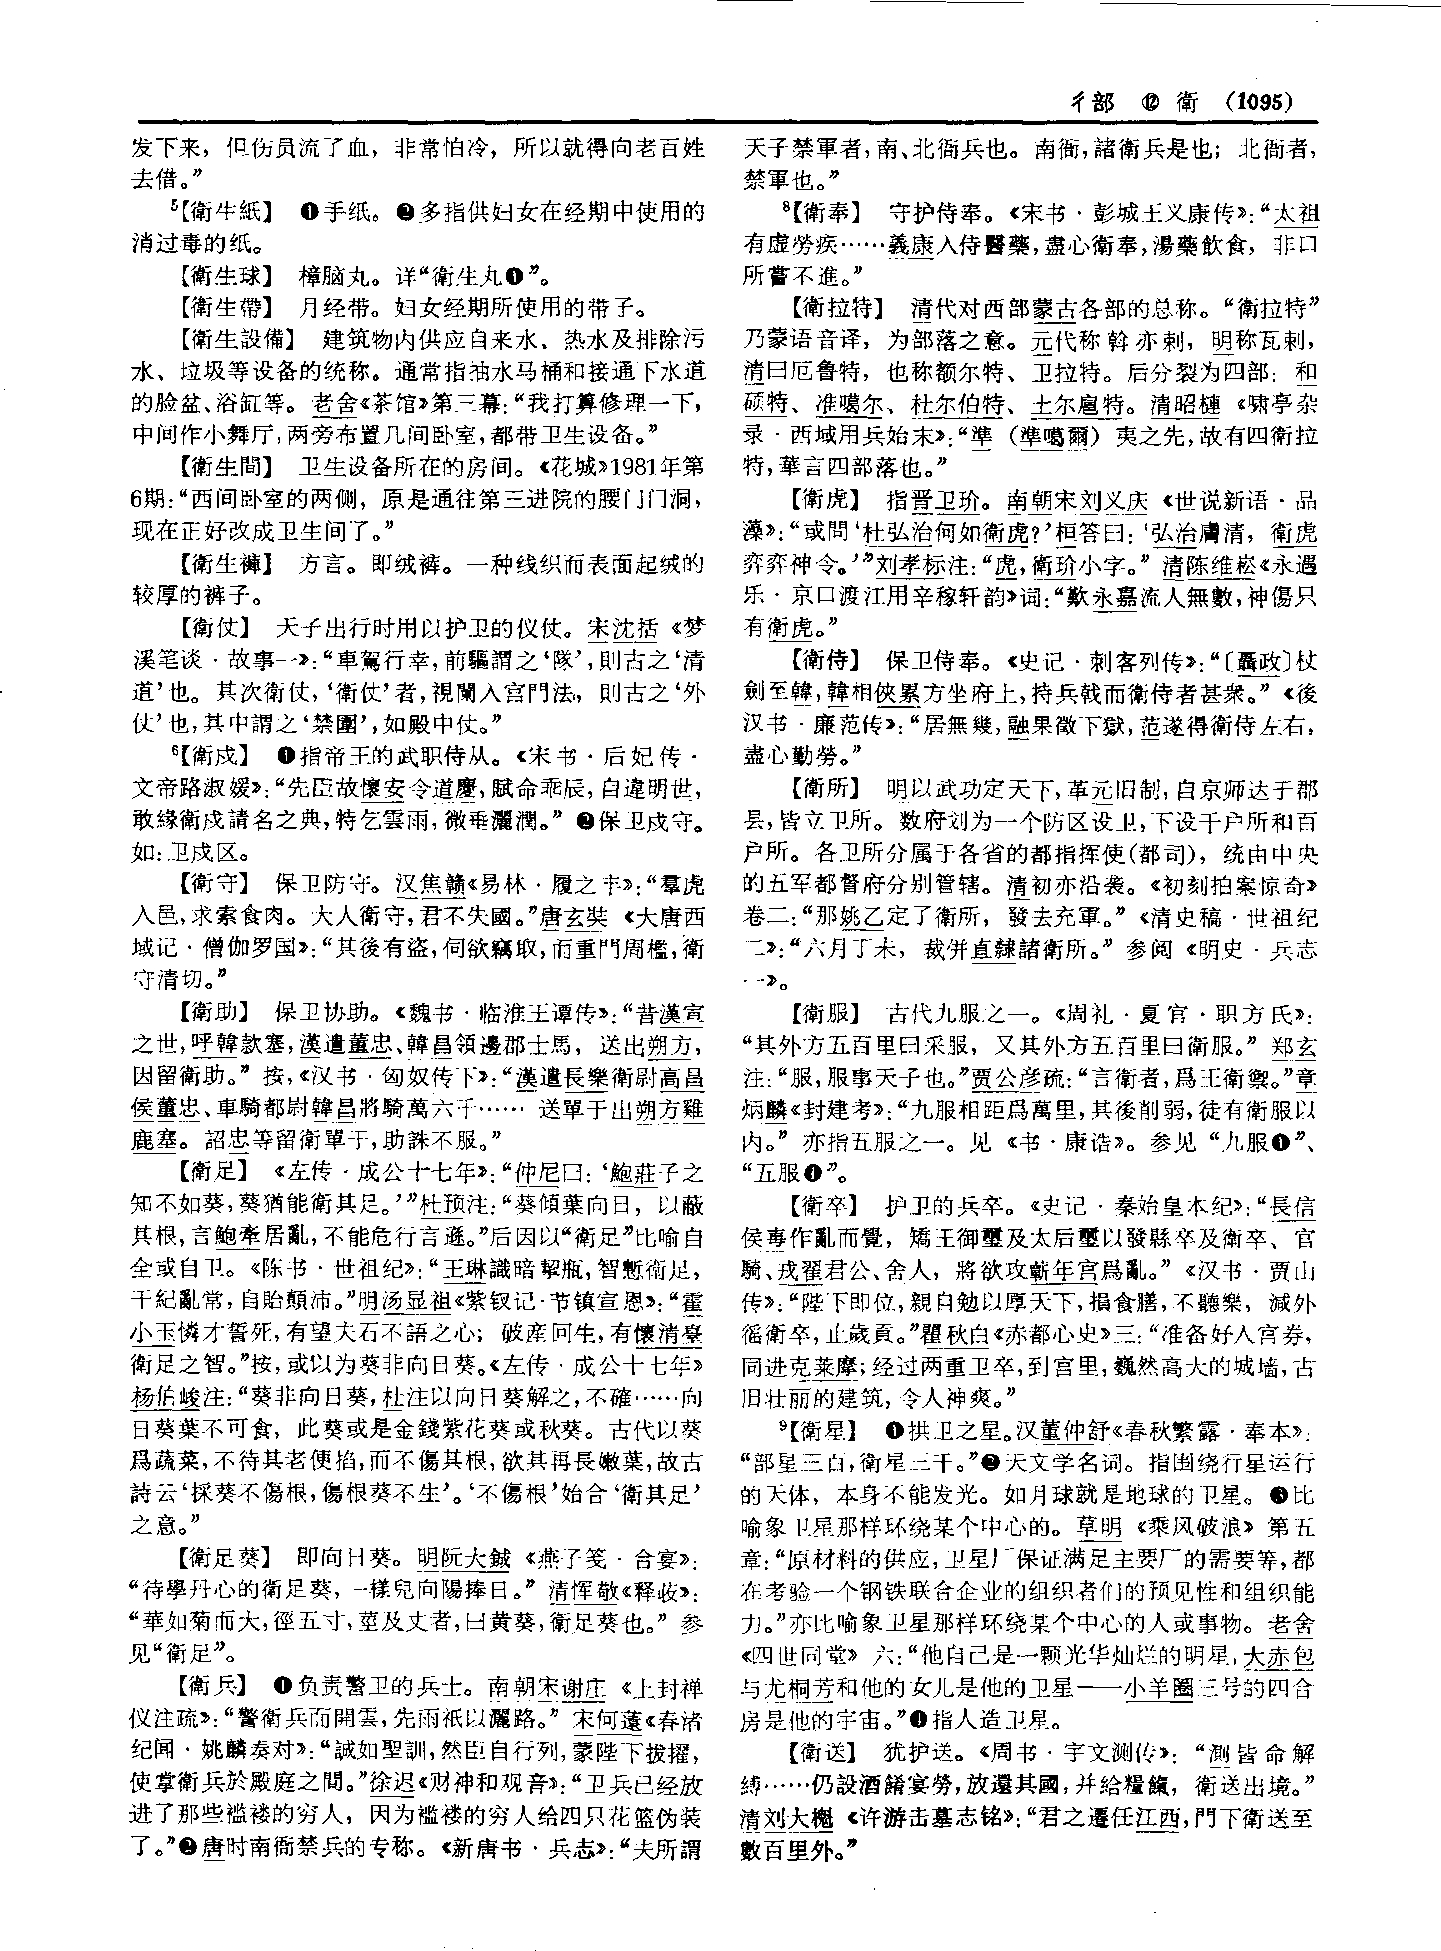 彳部 ⑫ 衛 (1095)
发下来，但伤员流了血，非常怕冷，所以就得向老百姓
去借。”
⁵【衛生紙】 ❶手纸。❷多指供妇女在经期中使用的
消过毒的纸。
【衛生球】 樟脑丸。详“衛生丸❶”。
【衛生帶】 月经带。妇女经期所使用的带子。
【衛生設備】 建筑物内供应自来水、热水及排除污
水、垃圾等设备的统称。通常指抽水马桶和接通下水道
的脸盆、浴缸等。老舍《茶馆》第三幕：“我打算修理一下，
中间作小舞厅，两旁布置几间卧室，都带卫生设备。”
【衛生間】 卫生设备所在的房间。《花城》1981年第
6期：“西间卧室的两侧，原是通往第三进院的腰门门洞，
现在正好改成卫生间了。”
【衛生褲】 方言。即绒裤。一种线织而表面起绒的
较厚的裤子。
【衛仗】 天子出行时用以护卫的仪仗。宋沈括《梦
溪笔谈·故事一》：“車駕行幸，前驅謂之‘隊’，則古之‘清
道’也。其次衛仗，‘衛仗’者，視闌入宫門法，則古之‘外
仗’也，其中謂之‘禁圍’，如殿中仗。”
⁶【衛戍】 ❶指帝王的武职侍从。《宋书·后妃传·
文帝路淑媛》：“先臣故懷安令道慶，賦命乖辰，自違明世，
敢緣衛戍請名之典，特乞雲雨，微垂灑潤。”❷保卫戍守。
如：卫戍区。
【衛守】 保卫防守。汉焦赣《易林·履之丰》：“羣虎
入邑，求索食肉。大人衛守，君不失國。”唐玄奘《大唐西
域记·僧伽罗国》：“其後有盗，伺欲竊取，而重門周檻，衛
守清切。”
【衛助】 保卫协助。《魏书·临淮王谭传》：“昔漢宣
之世，呼韓款塞，漢遣董忠、韓昌領邊郡士馬，送出朔方，
因留衛助。”按，《汉书·匈奴传下》：“漢遣長樂衛尉高昌
侯董忠、車騎都尉韓昌將騎萬六千……送單于出朔方雞
鹿塞。詔忠等留衛單于，助誅不服。”
【衛足】 《左传·成公十七年》：“仲尼曰：‘鮑莊子之
知不如葵，葵猶能衛其足。’”杜预注：“葵傾葉向日，以蔽
其根，言鮑牽居亂，不能危行言遜。”后因以“衛足”比喻自
全或自卫。《陈书·世祖纪》：“王琳識暗挈瓶，智慙衛足，
干紀亂常，自貽顛沛。”明汤显祖《紫钗记·节镇宣恩》：“霍
小玉憐才誓死，有望夫石不語之心；破産回生，有懷清臺
衛足之智。”按，或以为葵非向日葵。《左传·成公十七年》
杨伯峻注：“葵非向日葵，杜注以向日葵解之，不確……向
日葵葉不可食，此葵或是金錢紫花葵或秋葵。古代以葵
爲蔬菜，不待其老便掐，而不傷其根，欲其再長嫩葉，故古
詩云‘採葵不傷根，傷根葵不生’。‘不傷根’始合‘衛其足’
之意。”
【衛足葵】 即向日葵。明阮大鋮《燕子笺·合宴》：
“待學丹心的衛足葵，一樣兒向陽捧日。”清恽敬《释收》：
“華如菊而大，徑五寸，莖及丈者，曰黄葵，衛足葵也。”参
见“衛足”。
【衛兵】 ❶负责警卫的兵士。南朝宋谢庄《上封禅
仪注疏》：“警衛兵而開雲，先雨祇以灑路。”宋何薳《春渚
纪闻·姚麟奏对》：“誠如聖訓，然臣自行列，蒙陛下拔擢，
使掌衛兵於殿庭之間。”徐迟《财神和观音》：“卫兵已经放
进了那些褴褛的穷人，因为褴褛的穷人给四只花篮伪装
了。”❷唐时南衙禁兵的专称。《新唐书·兵志》：“夫所謂
天子禁軍者，南、北衙兵也。南衙，諸衛兵是也；北衙者，
禁軍也。”
⁸【衛奉】 守护侍奉。《宋书·彭城王义康传》：“太祖
有虚勞疾……義康入侍醫藥，盡心衛奉，湯藥飲食，非口
所嘗不進。”
【衛拉特】 清代对西部蒙古各部的总称。“衛拉特”
乃蒙语音译，为部落之意。元代称斡亦剌，明称瓦剌，
清曰厄鲁特，也称额尔特、卫拉特。后分裂为四部：和
硕特、准噶尔、杜尔伯特、土尔扈特。清昭梿《啸亭杂
录·西域用兵始末》：“準（準噶爾）夷之先，故有四衛拉
特，華言四部落也。”
【衛虎】 指晋卫玠。南朝宋刘义庆《世说新语·品
藻》：“或問‘杜弘治何如衛虎？’桓答曰：‘弘治膚清，衛虎
弈弈神令。’”刘孝标注：“虎，衛玠小字。”清陈维崧《永遇
乐·京口渡江用辛稼轩韵》词：“歎永嘉流人無數，神傷只
有衛虎。”
【衛侍】 保卫侍奉。《史记·刺客列传》：“〔聶政〕杖
劍至韓，韓相俠累方坐府上，持兵戟而衛侍者甚衆。”《後
汉书·廉范传》：“居無幾，融果徵下獄，范遂得衛侍左右，
盡心勤勞。”
【衛所】 明以武功定天下，革元旧制，自京师达于郡
县，皆立卫所。数府划为一个防区设卫，下设千户所和百
户所。各卫所分属于各省的都指挥使（都司），统由中央
的五军都督府分别管辖。清初亦沿袭。《初刻拍案惊奇》
卷二：“那姚乙定了衛所，發去充軍。”《清史稿·世祖纪
二》：“六月丁未，裁併直隸諸衛所。”参阅《明史·兵志
一》。
【衛服】 古代九服之一。《周礼·夏官·职方氏》：
“其外方五百里曰采服，又其外方五百里曰衛服。”郑玄
注：“服，服事天子也。”贾公彦疏：“言衛者，爲王衛禦。”章
炳麟《封建考》：“九服相距爲萬里，其後削弱，徒有衛服以
内。”亦指五服之一。见《书·康诰》。参见“九服❶”、
“五服❶”。
【衛卒】 护卫的兵卒。《史记·秦始皇本纪》：“長信
侯毐作亂而覺，矯王御璽及太后璽以發縣卒及衛卒、官
騎、戎翟君公、舍人，將欲攻蘄年宫爲亂。”《汉书·贾山
传》：“陛下即位，親自勉以厚天下，損食膳，不聽樂，減外
徭衛卒，止歲貢。”瞿秋白《赤都心史》三：“准备好入宫券，
同进克莱摩；经过两重卫卒，到宫里，巍然高大的城墙，古
旧壮丽的建筑，令人神爽。”
⁹【衛星】 ❶拱卫之星。汉董仲舒《春秋繁露·奉本》：
“部星三百，衛星三千。”❷天文学名词。指围绕行星运行
的天体，本身不能发光。如月球就是地球的卫星。❸比
喻象卫星那样环绕某个中心的。草明《乘风破浪》第五
章：“原材料的供应，卫星厂保证满足主要厂的需要等，都
在考验一个钢铁联合企业的组织者们的预见性和组织能
力。”亦比喻象卫星那样环绕某个中心的人或事物。老舍
《四世同堂》六：“他自己是一颗光华灿烂的明星，大赤包
与尤桐芳和他的女儿是他的卫星——小羊圈三号的四合
房是他的宇宙。”❹指人造卫星。
【衛送】 犹护送。《周书·宇文测传》：“測皆命解
缚……仍設酒餚宴勞，放還其國，并给糧餼，衛送出境。”
清刘大櫆《许游击墓志铭》：“君之遷任江西，門下衛送至
數百里外。”